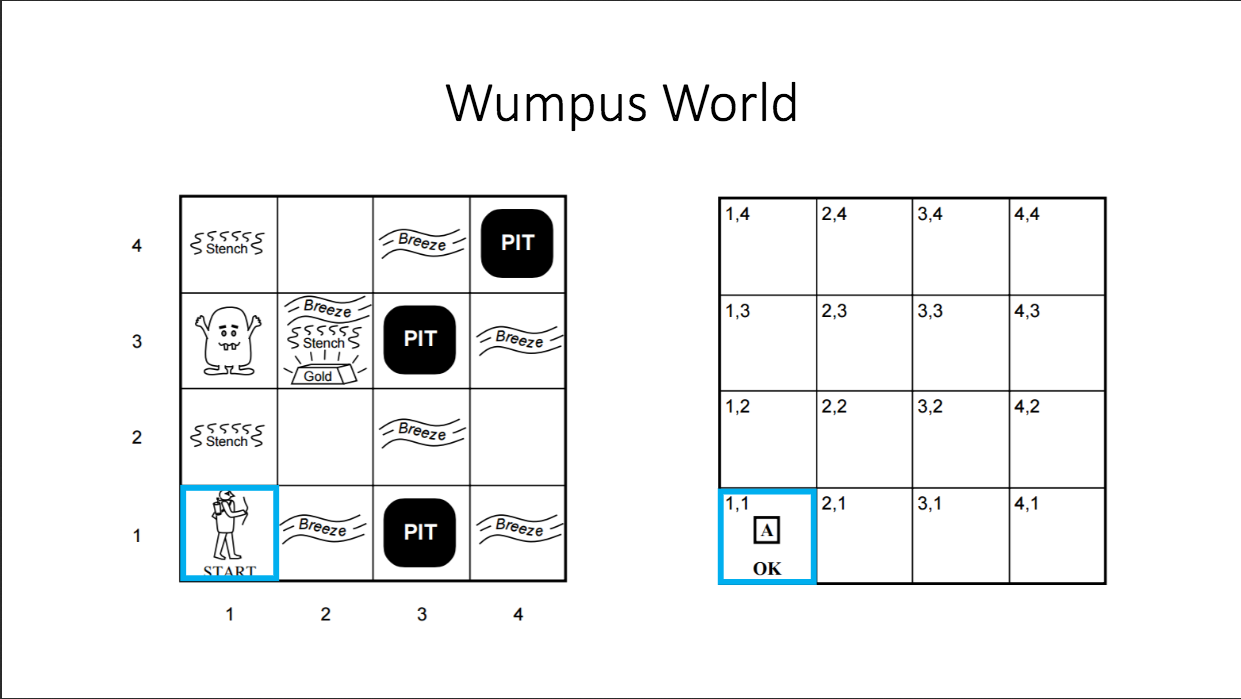 Wumpus World
4
Stench
Breeze
PIT
3
Breeze
Stench
Gold
PIT
Breeze
2
Stench
Breeze
1
START
Breeze
PIT
Breeze
1 2 3 4
1,4 2,4 3,4 4,4
1,3 2,3 3,3 4,3
1,2 2,2 3,2 4,2
1,1 2,1 3,1 4,1
A
OK